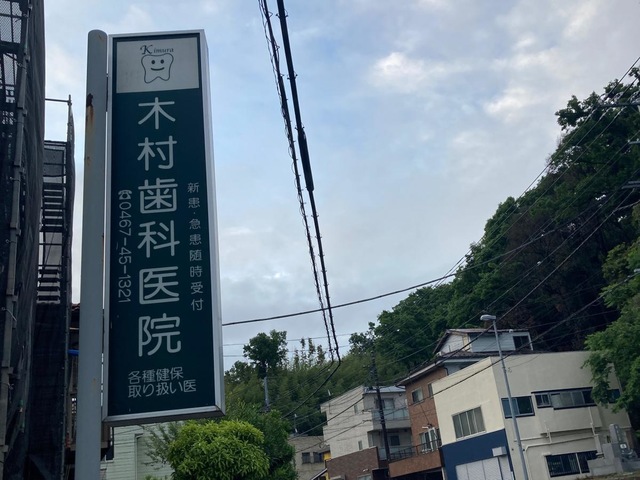 Kimura
木村歯科医院
新患・急患随時受付
☎0467-45-1321
各種健保
取り扱い医